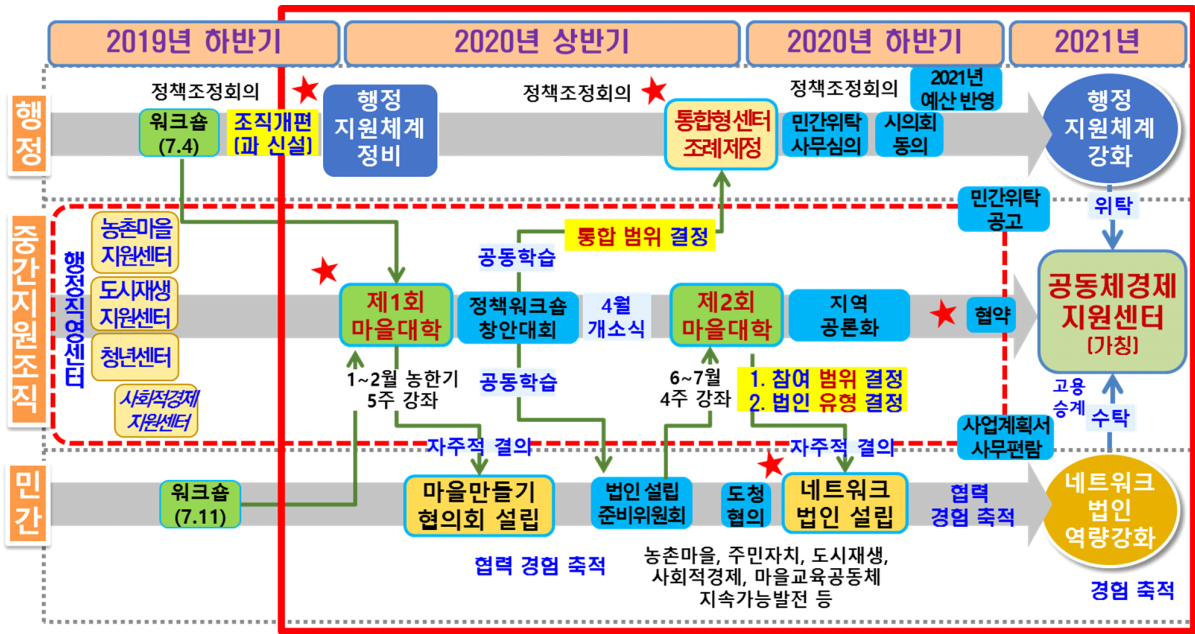 2019년 하반기
2020년 상반기
2020년 하반기
2021년
행정
정책조정회의
워크숍
(7.4)
조직개편
(과 신설)
행정
지원체계
정비
정책조정회의
통합형센터
조례제정
정책조정회의
2021년
예산 반영
민간위탁
사무심의
시의회
동의
행정
지원체계
강화
중간지원조직
행정직영센터
농촌마을
지원센터
도시재생
지원센터
청년센터
사회적경제
지원센터
제1회
마을대학
1~2월 농한기
5주 강좌
공동학습
정책워크숍
창안대회
공동학습
통합 범위 결정
4월
개소식
제2회
마을대학
6~7월
4주 강좌
지역
공론화
1. 참여 범위 결정
2. 법인 유형 결정
민간위탁
공고
협약
사업계획서
사무편람
위탁
공동체경제
지원센터
(가칭)
고용
승계
수탁
민간
워크숍
(7.11)
자주적 결의
마을만들기
협의회 설립
협력 경험 축적
법인 설립
준비위원회
도청
협의
자주적 결의
네트워크
법인 설립
농촌마을, 주민자치, 도시재생,
사회적경제, 마을교육공동체
지속가능발전 등
협력
경험 축적
네트워크
법인
역량강화
경험 축적